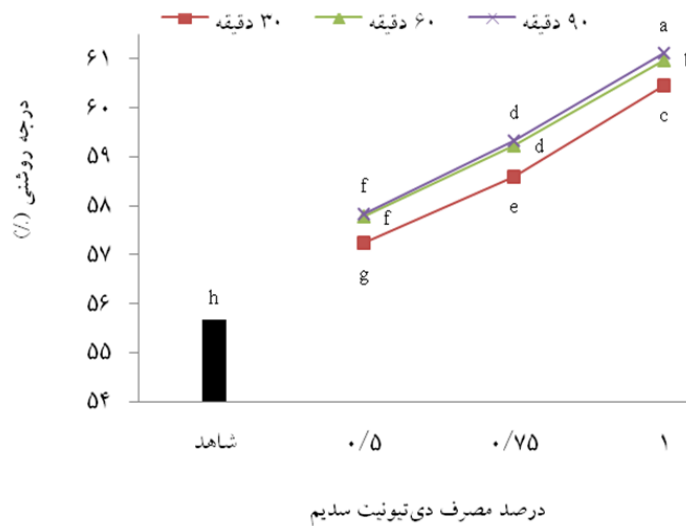 ۳۰ دقیقه ۶۰ دقیقه ۹۰ دقیقه
درجه روشنی (٪)
۶۱
۶۰
۵۹
۵۸
۵۷
۵۶
۵۵
۵۴
a
c
d
d
e
f
f
g
h
شاهد ۰/۵ ۰/۷۵ ۱
درصد مصرف دی‌تیونیت سدیم